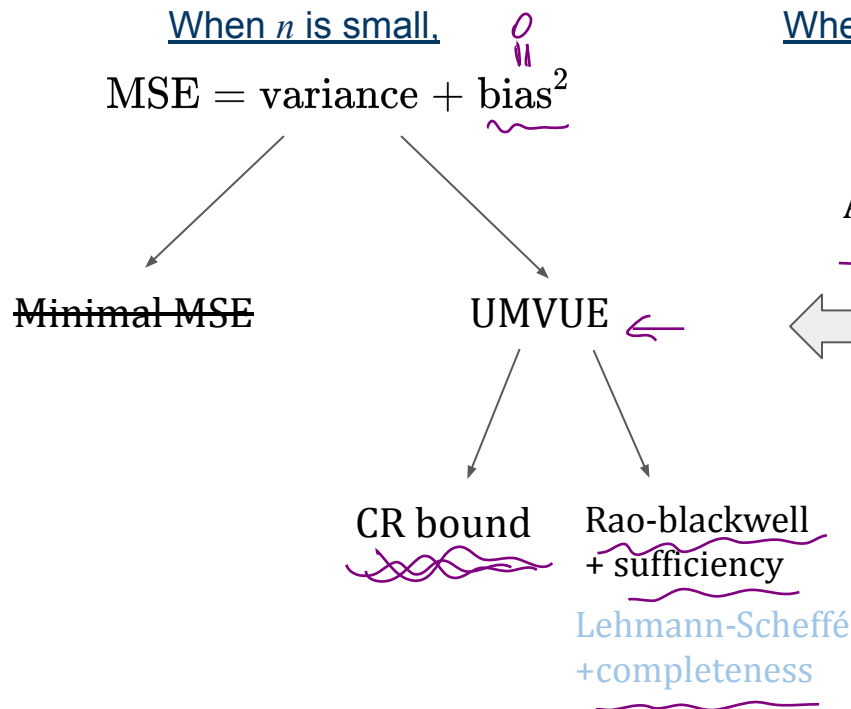 When n is small,
Whe
0
MSE = variance + bias²
Minimal MSE
UMVUE
CR bound
Rao-blackwell
+ sufficiency
Lehmann-Scheffé
+completeness